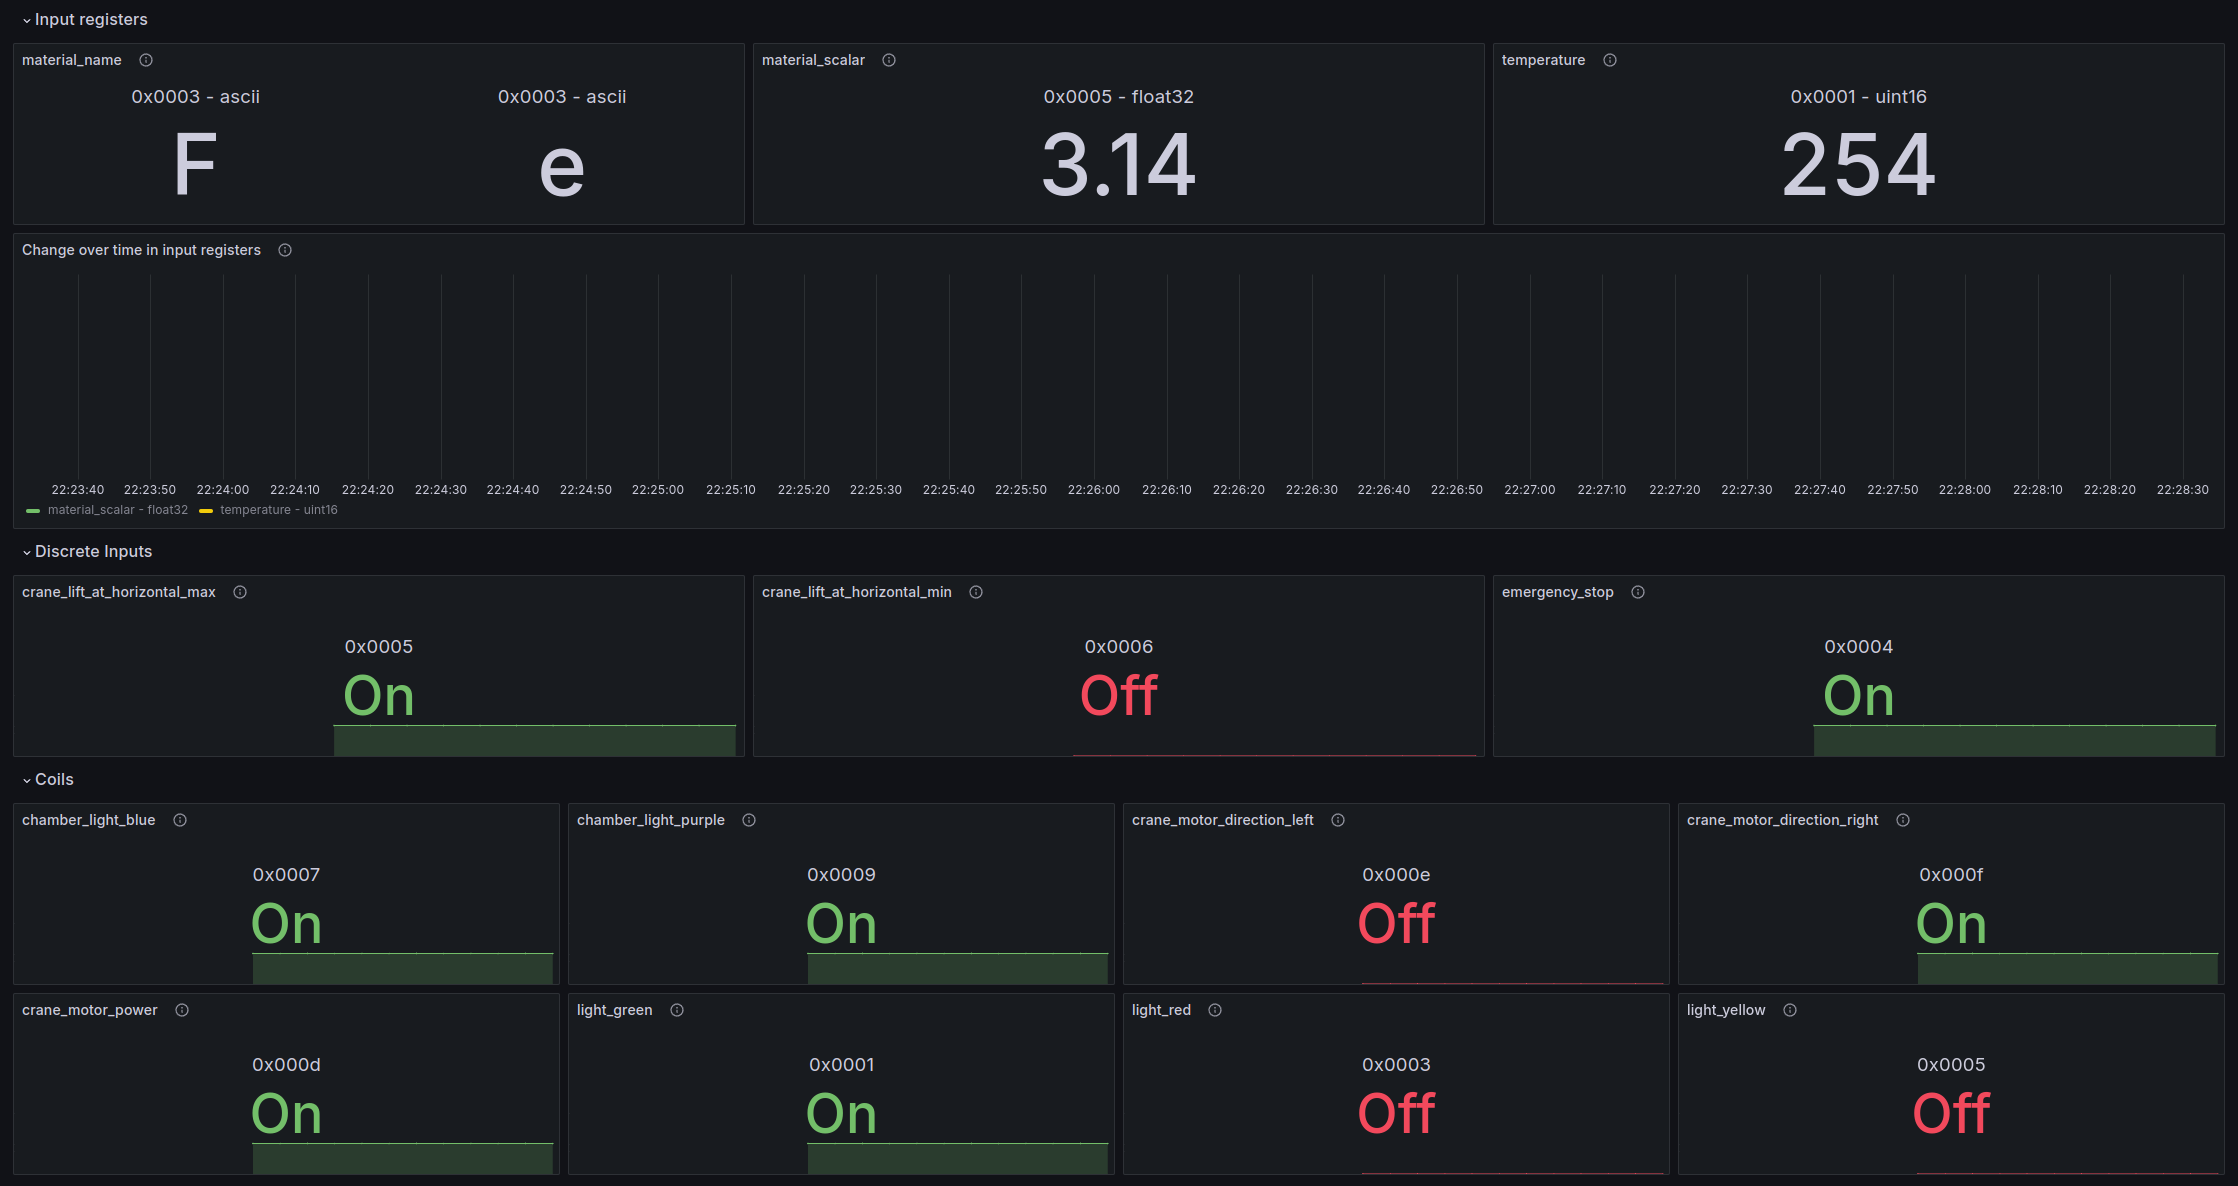 Input registers
material_name
0x0003 - ascii
F
0x0003 - ascii
e
material_scalar
0x0005 - float32
3.14
temperature
0x0001 - uint16
254
Change over time in input registers
22:23:40 22:23:50 22:24:00 22:24:10 22:24:20 22:24:30 22:24:40 22:24:50 22:25:00 22:25:10 22:25:20 22:25:30 22:25:40 22:25:50 22:26:00 22:26:10 22:26:20 22:26:30 22:26:40 22:26:50 22:27:00 22:27:10 22:27:20 22:27:30 22:27:40 22:27:50 22:28:00 22:28:10 22:28:20 22:28:30
material_scalar - float32 temperature - uint16
Discrete Inputs
crane_lift_at_horizontal_max
0x0005
On
crane_lift_at_horizontal_min
0x0006
Off
emergency_stop
0x0004
On
Coils
chamber_light_blue
0x0007
On
chamber_light_purple
0x0009
On
crane_motor_direction_left
0x000e
Off
crane_motor_direction_right
0x000f
On
crane_motor_power
0x000d
On
light_green
0x0001
On
light_red
0x0003
Off
light_yellow
0x0005
Off